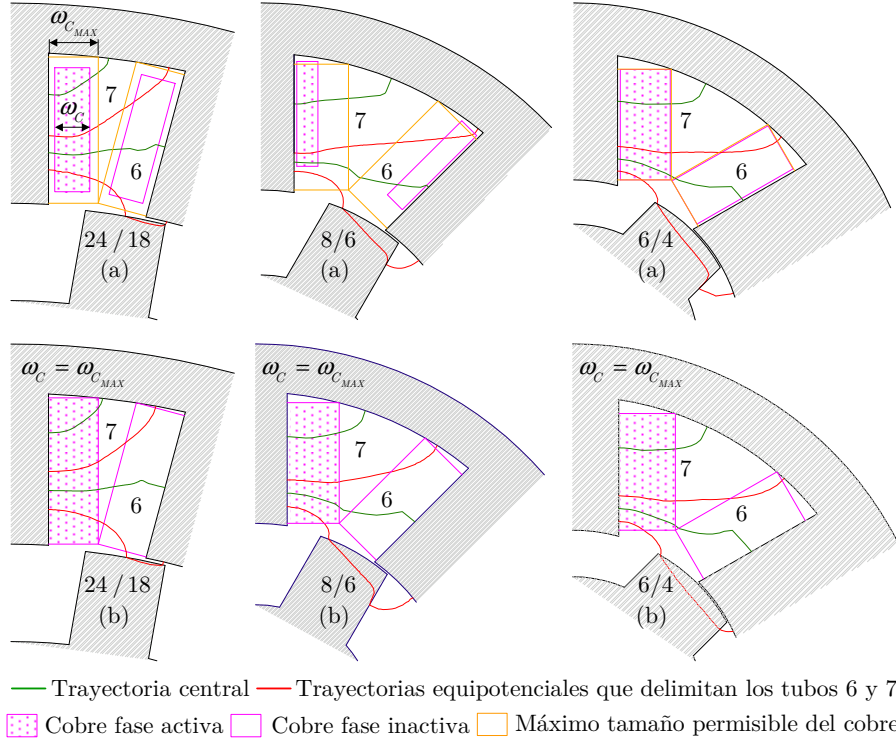 ω_{C_{MAX}}
7
ω_C
6
24 / 18
(a)
7
6
8/6
(a)
7
6
6/4
(a)
ω_C = ω_{C_{MAX}}
7
6
24 / 18
(b)
ω_C = ω_{C_{MAX}}
7
6
8/6
(b)
ω_C = ω_{C_{MAX}}
7
6
6/4
(b)
Trayectoria central Trayectorias equipotenciales que delimitan los tubos 6 y 7
Cobre fase activa Cobre fase inactiva Máximo tamaño permisible del cobre